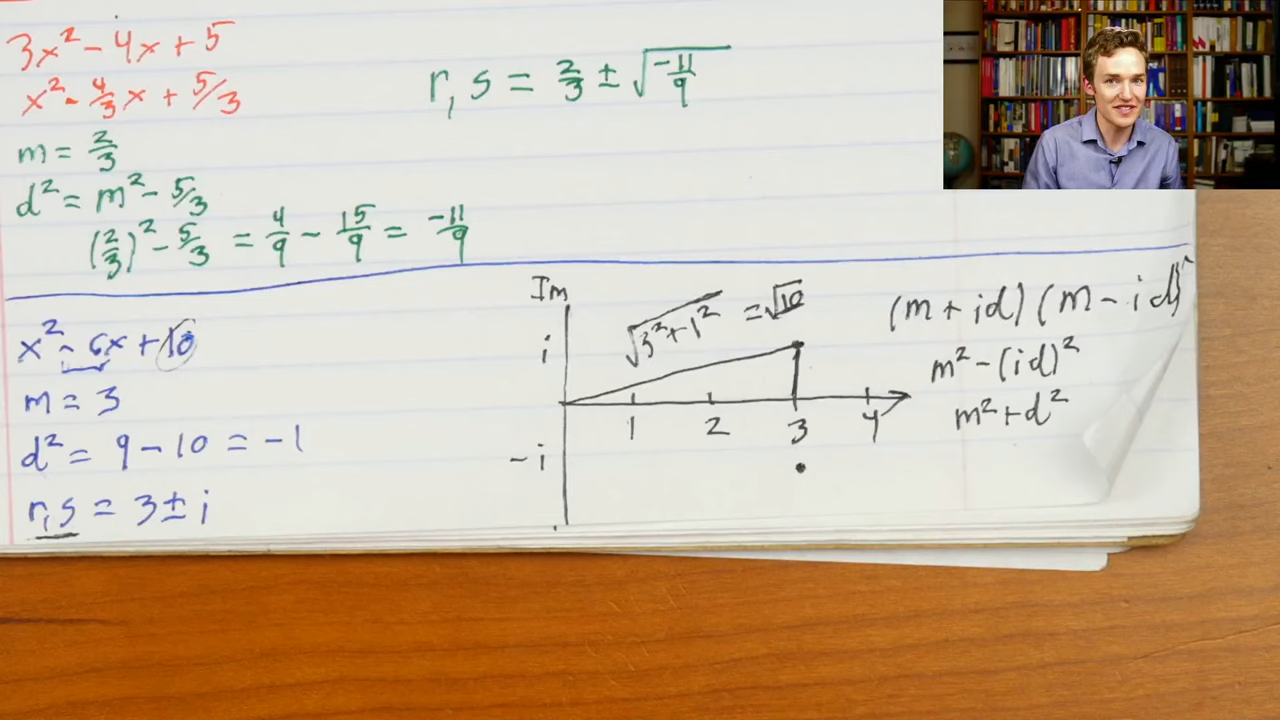 3x² - 4x + 5
x² - 4/3 x + 5/3
m = 2/3
d² = m² - 5/3
(2/3)² - 5/3 = 4/9 - 15/9 = -11/9
r, s = 2/3 ± √(-11/9)
x² - 6x + 10
m = 3
d² = 9 - 10 = -1
r, s = 3 ± i
Im
√3² + 1² = √10
i
1 2 3 4
-i
(m + id)(m - id)
m² - (id)²
m² + d²